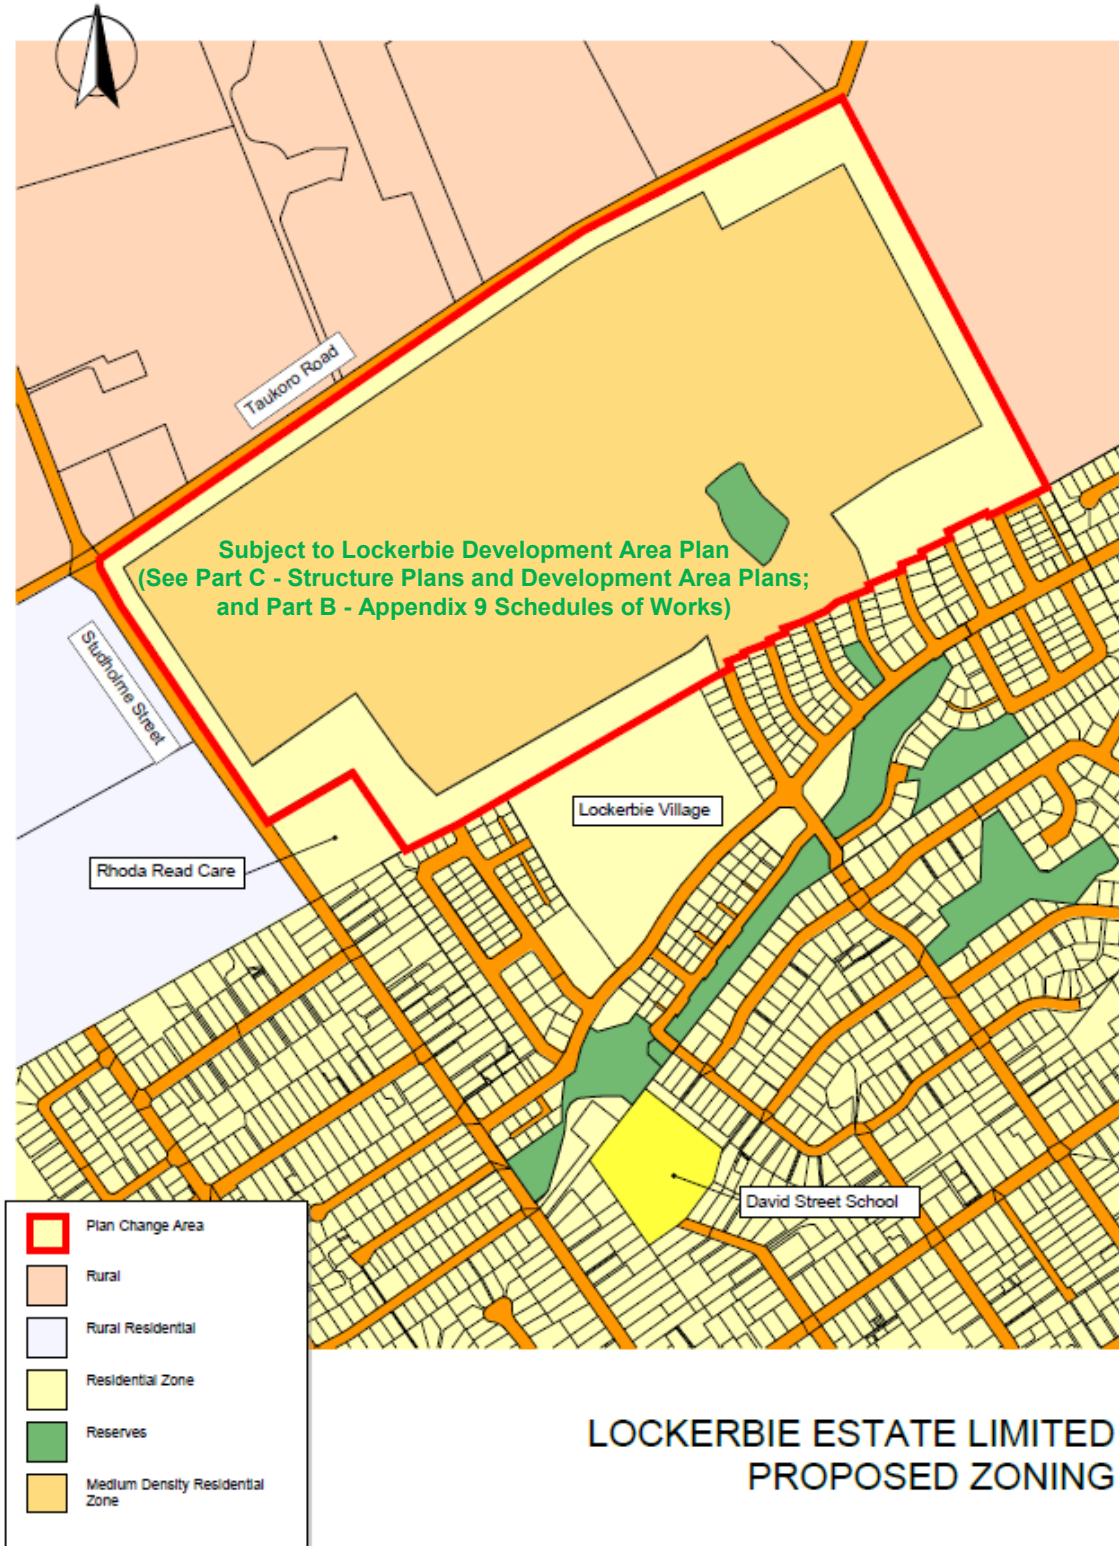 Taukoro Road
Subject to Lockerbie Development Area Plan
(See Part C - Structure Plans and Development Area Plans;
and Part B - Appendix 9 Schedules of Works)
Studholme Street
Lockerbie Village
Rhoda Read Care
David Street School
Plan Change Area
Rural
Rural Residential
Residential Zone
Reserves
Medium Density Residential
Zone
LOCKERBIE ESTATE LIMITED
PROPOSED ZONING